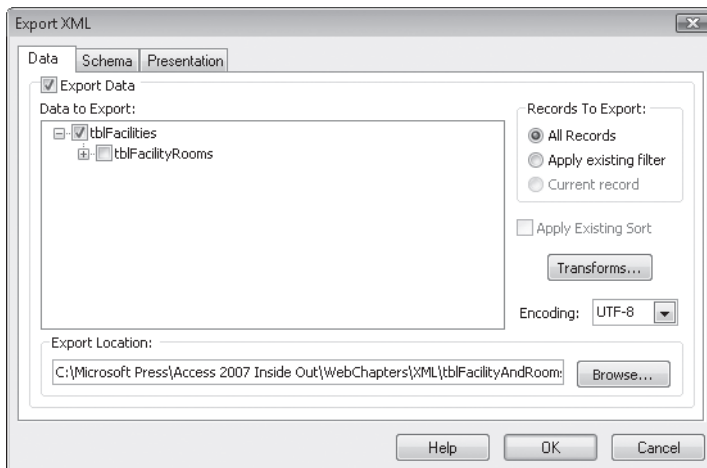 Export XML
Data Schema Presentation
Export Data
Data to Export:
tblFacilities
tblFacilityRooms
Records To Export:
All Records
Apply existing filter
Current record
Apply Existing Sort
Transforms...
Encoding: UTF-8
Export Location:
C:\Microsoft Press\Access 2007 Inside Out\WebChapters\XML\tblFacilityAndRoom
Browse...
Help OK Cancel